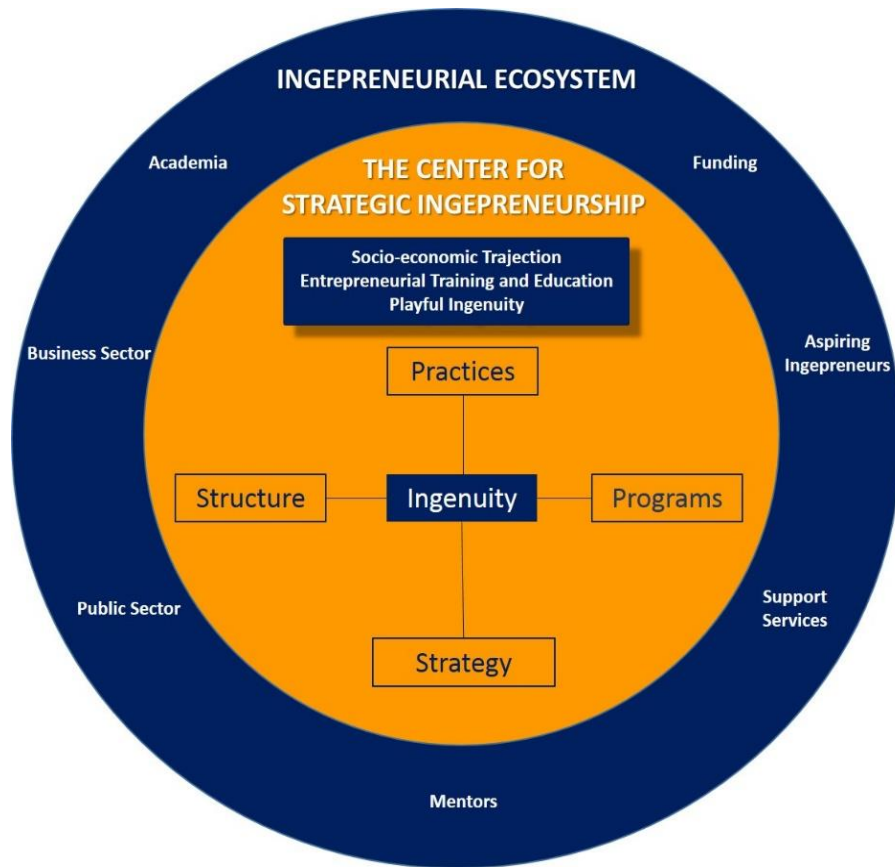 INGEPRENEURIAL ECOSYSTEM
Academia
Funding
THE CENTER FOR
STRATEGIC INGEPRENEURSHIP
Socio-economic Trajection
Entrepreneurial Training and Education
Playful Ingenuity
Business Sector
Aspiring
Ingepreneurs
Practices
Structure
Ingenuity
Programs
Public Sector
Support
Services
Strategy
Mentors